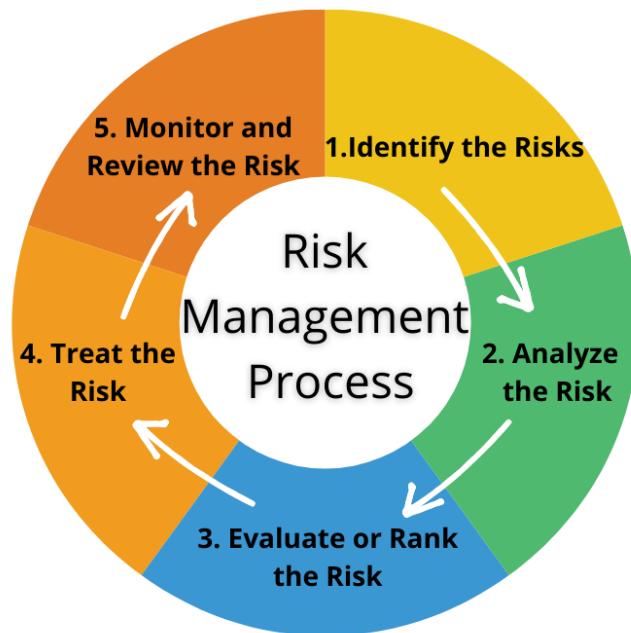 Risk
Management
Process
1.Identify the Risks
2. Analyze
the Risk
3. Evaluate or Rank
the Risk
4. Treat the
Risk
5. Monitor and
Review the Risk